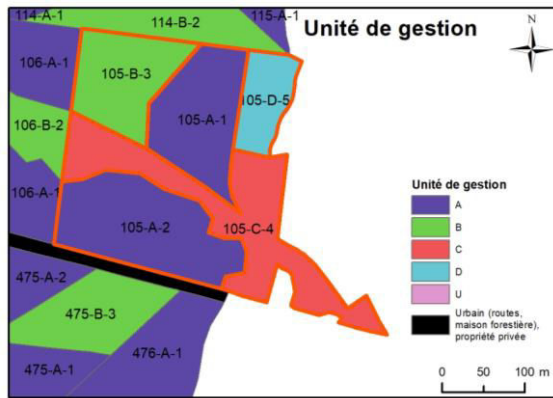 Unité de gestion
N
114-A-1
114-B-2
115-A-1
106-A-1
105-B-3
105-A-1
105-D-5
106-B-2
106-A-1
105-A-2
105-C-4
475-A-2
475-B-3
475-A-1
476-A-1
Unité de gestion
A
B
C
D
U
Urbain (routes,
maison forestière),
propriété privée
0 50 100 m